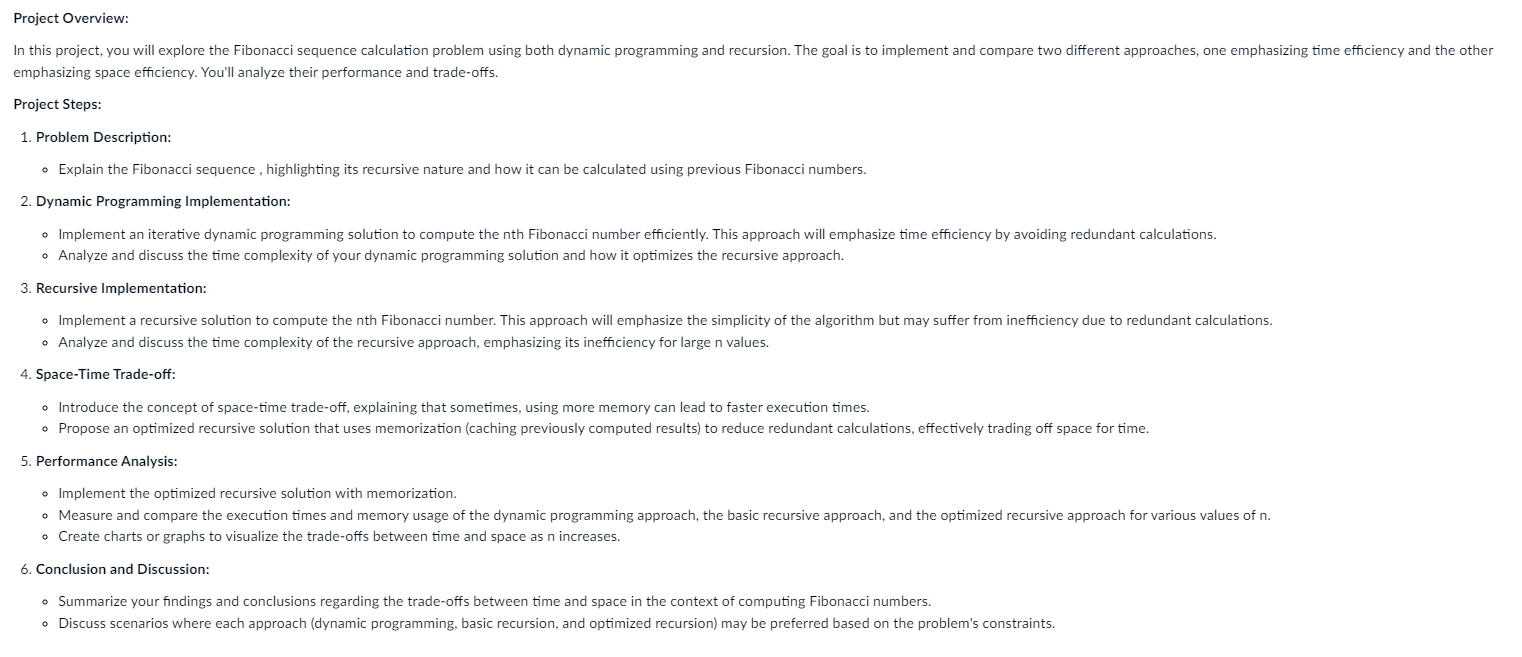 Project Overview:
In this project, you will explore the Fibonacci sequence calculation problem using both dynamic programming and recursion. The goal is to implement and compare two different approaches, one emphasizing time efficiency and the other
emphasizing space efficiency. You'll analyze their performance and trade-offs.
Project Steps:
1. Problem Description:
◦ Explain the Fibonacci sequence , highlighting its recursive nature and how it can be calculated using previous Fibonacci numbers.
2. Dynamic Programming Implementation:
◦ Implement an iterative dynamic programming solution to compute the nth Fibonacci number efficiently. This approach will emphasize time efficiency by avoiding redundant calculations.
◦ Analyze and discuss the time complexity of your dynamic programming solution and how it optimizes the recursive approach.
3. Recursive Implementation:
◦ Implement a recursive solution to compute the nth Fibonacci number. This approach will emphasize the simplicity of the algorithm but may suffer from inefficiency due to redundant calculations.
◦ Analyze and discuss the time complexity of the recursive approach, emphasizing its inefficiency for large n values.
4. Space-Time Trade-off:
◦ Introduce the concept of space-time trade-off, explaining that sometimes, using more memory can lead to faster execution times.
◦ Propose an optimized recursive solution that uses memorization (caching previously computed results) to reduce redundant calculations, effectively trading off space for time.
5. Performance Analysis:
◦ Implement the optimized recursive solution with memorization.
◦ Measure and compare the execution times and memory usage of the dynamic programming approach, the basic recursive approach, and the optimized recursive approach for various values of n.
◦ Create charts or graphs to visualize the trade-offs between time and space as n increases.
6. Conclusion and Discussion:
◦ Summarize your findings and conclusions regarding the trade-offs between time and space in the context of computing Fibonacci numbers.
◦ Discuss scenarios where each approach (dynamic programming, basic recursion, and optimized recursion) may be preferred based on the problem's constraints.